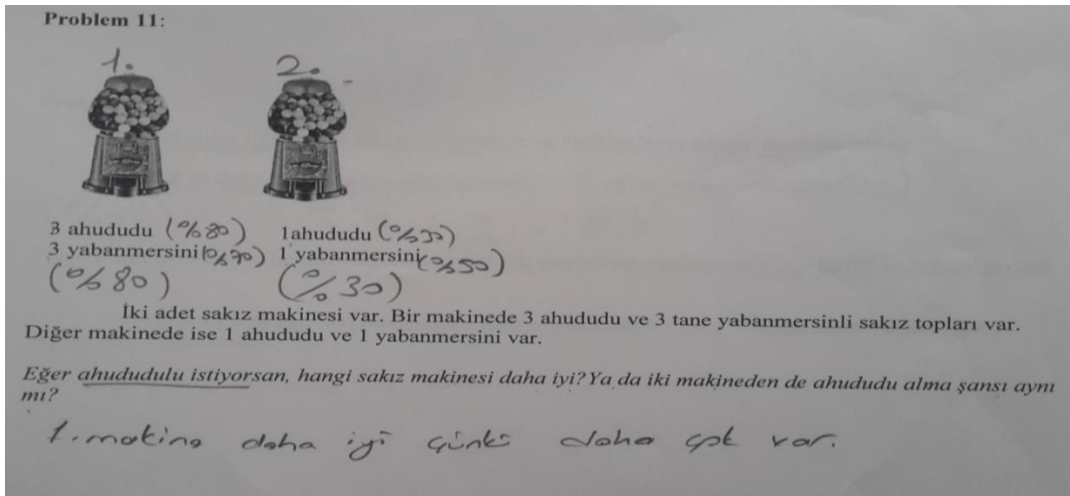 Problem 11:
1. 2.
3 ahududu (%80) 1ahududu (%30)
3 yabanmersini (%70) 1 yabanmersini (%50)
(%80) (%30)
İki adet sakız makinesi var. Bir makinede 3 ahududu ve 3 tane yabanmersinli sakız topları var.
Diğer makinede ise 1 ahududu ve 1 yabanmersini var.
Eğer ahududulu istiyorsan, hangi sakız makinesi daha iyi? Ya da iki makineden de ahududu alma şansı aynı
mı?
1. makina daha iyi çünkü daha çok var.